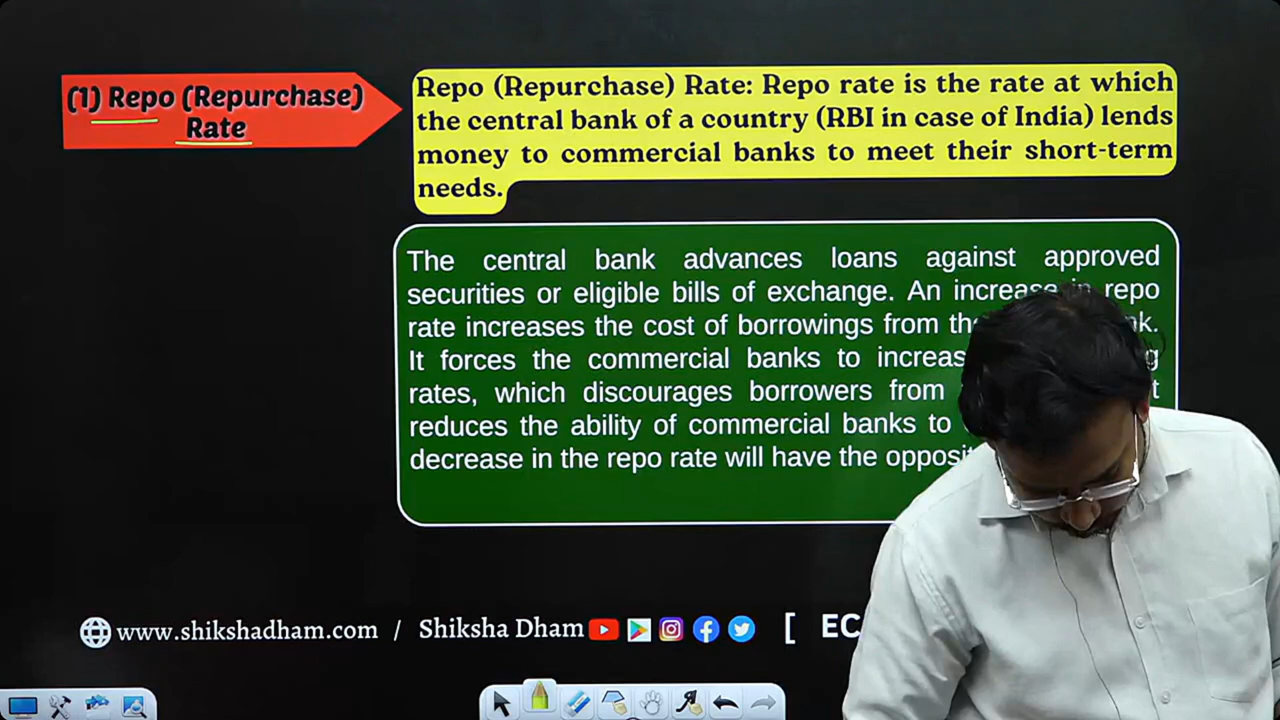 (1) Repo (Repurchase)
Rate
Repo (Repurchase) Rate: Repo rate is the rate at which
the central bank of a country (RBI in case of India) lends
money to commercial banks to meet their short-term
needs.
The central bank advances loans against approved
securities or eligible bills of exchange. An increase in repo
rate increases the cost of borrowings from
It forces the commercial banks to
rates, which discourages borrowers from
reduces the ability of commercial banks to
decrease in the repo rate will have the
www.shikshadham.com / Shiksha Dham [